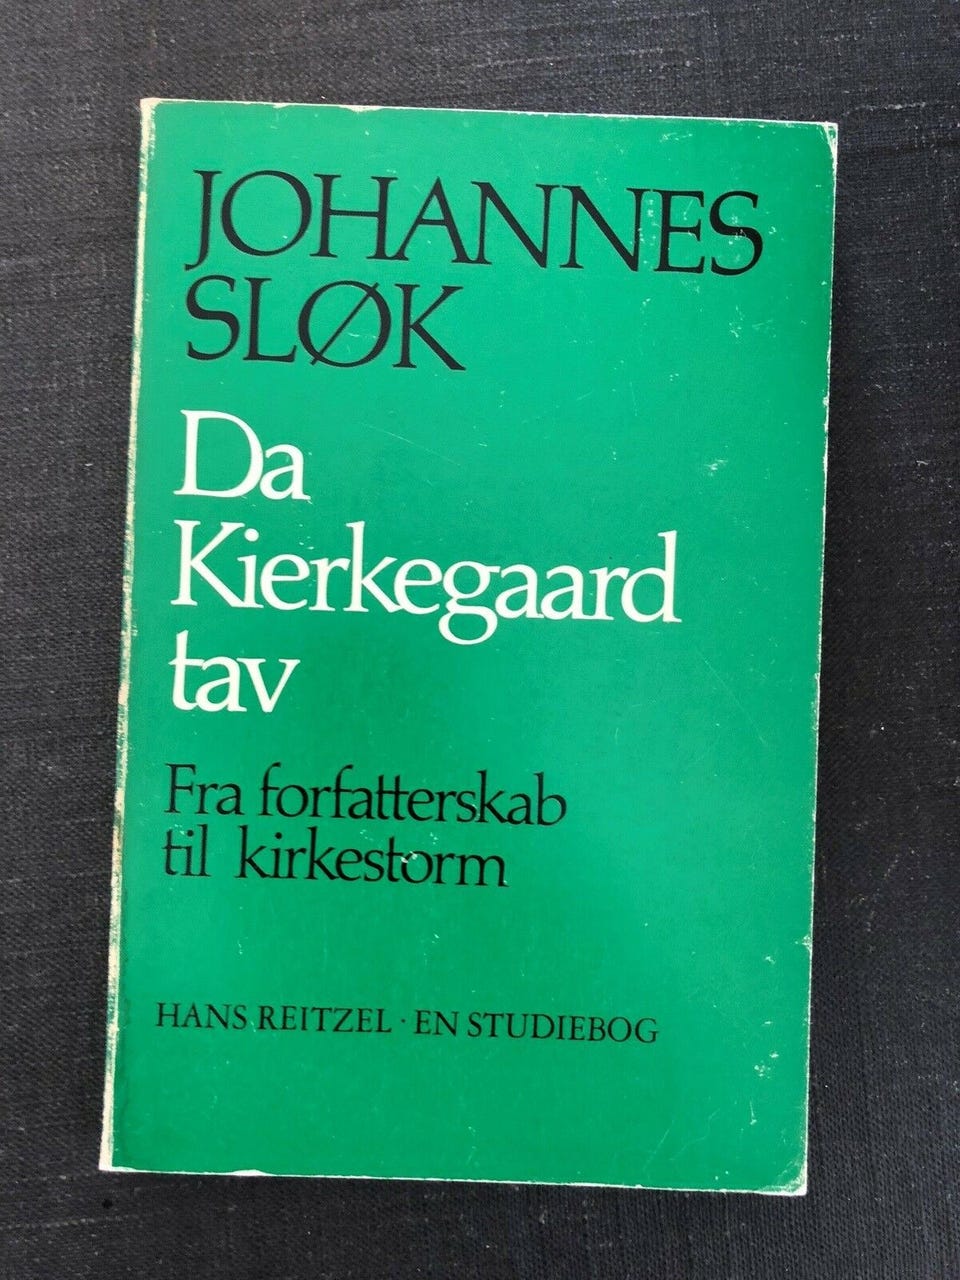 JOHANNES
SLØK
Da
Kierkegaard
tav
Fra forfatterskab
til kirkestorm
HANS REITZEL · EN STUDIEBOG